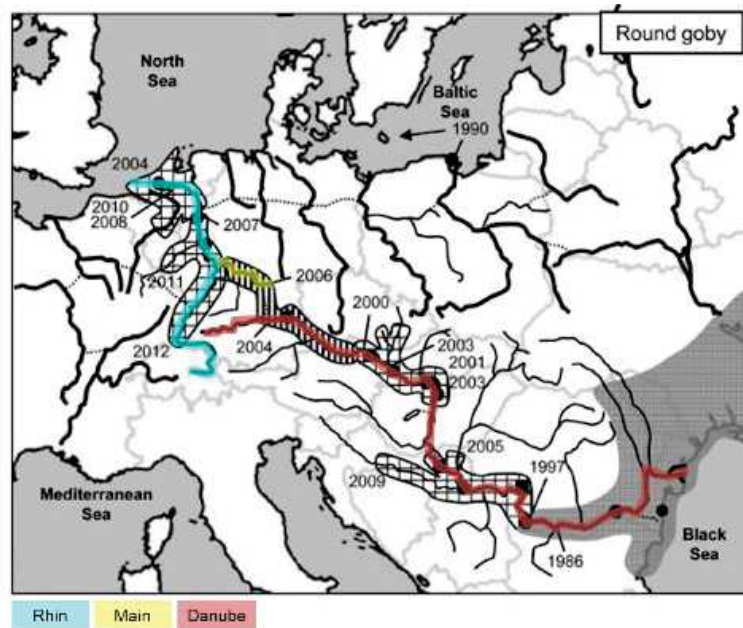 Round goby
North
Sea
Baltic
Sea
1990
2004
2010
2008
2007
2011
2006
2000
2004
2003
2001
2003
2012
2005
2009
1997
Mediterranean
Sea
Black
Sea
1986
Rhin
Main
Danube